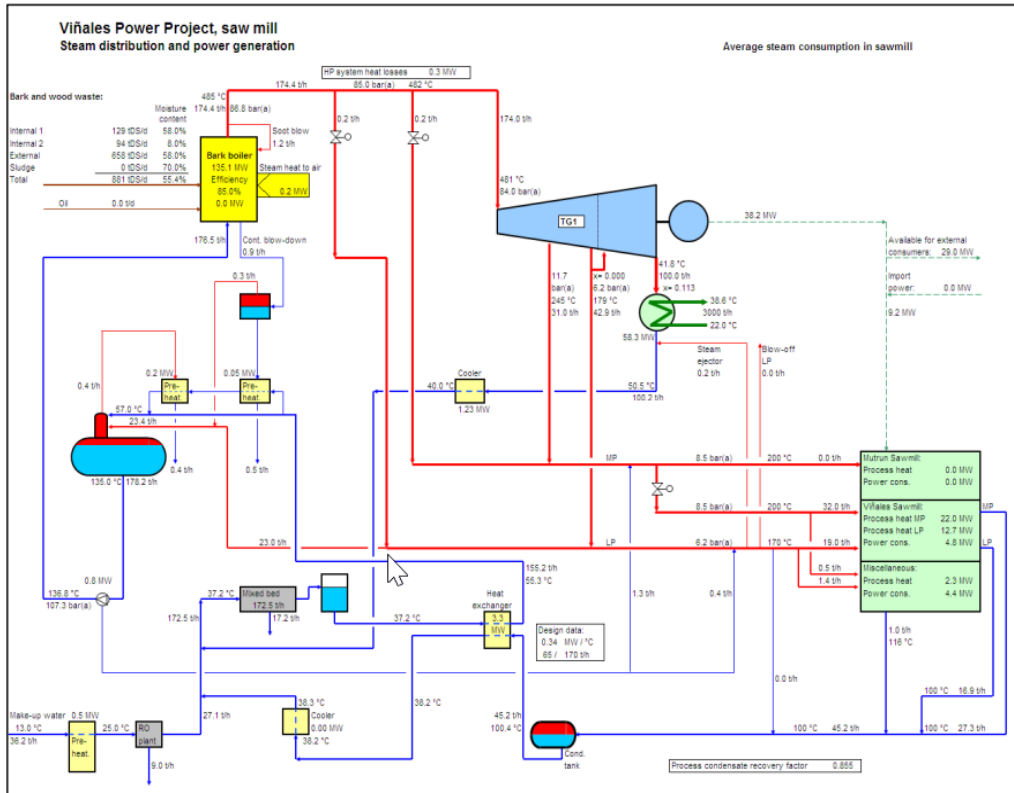 Viñales Power Project, saw mill
Steam distribution and power generation
Average steam consumption in sawmill
HP system heat losses 0.3 MW
174.4 t/h 85.0 bar(a) 482 °C
Bark and wood waste:
485 °C
174.4 t/h 86.8 bar(a)
Moisture
content
Internal 1 129 tDS/d 58.0%
Internal 2 94 tDS/d 8.0%
External 658 tDS/d 58.0%
Sludge 0 tDS/d 70.0%
Total 881 tDS/d 55.4%
Oil 0.0 t/d
Soot blow
1.2 t/h
Bark boiler
135.1 MW
Efficiency
85.0%
0.0 MW
Steam heat to air
0.2 MW
0.2 t/h
0.2 t/h
174.0 t/h
481 °C
84.0 bar(a)
TG1
38.2 MW
176.5 t/h
Cont. blow-down
0.9 t/h
Available for external
consumers: 29.0 MW
Import
power: 0.0 MW
9.2 MW
0.3 t/h
11.7
bar(a)
245 °C
31.0 t/h
x= 0.000
6.2 bar(a)
179 °C
42.9 t/h
41.8 °C
100.0 t/h
x= 0.113
38.6 °C
3000 t/h
22.0 °C
58.3 MW
Steam
ejector
0.2 t/h
Blow-off
LP
0.0 t/h
0.4 t/h
0.2 MW
Pre-
heat.
0.05 MW
Pre-
heat.
Cooler
40.0 °C
1.23 MW
50.5 °C
100.2 t/h
57.0 °C
23.4 t/h
0.4 t/h
0.5 t/h
135.0 °C 178.2 t/h
MP 8.5 bar(a) 200 °C 0.0 t/h
Mutrun Sawmill:
Process heat 0.0 MW
Power cons. 0.0 MW
8.5 bar(a) 200 °C 32.0 t/h
Viñales Sawmill:
Process heat MP 22.0 MW
Process heat LP 12.7 MW
Power cons. 4.8 MW
MP
LP
23.0 t/h
LP 6.2 bar(a) 170 °C 19.0 t/h
0.5 t/h
1.4 t/h
Miscellaneous:
Process heat 2.3 MW
Power cons. 4.4 MW
0.8 MW
136.8 °C
107.3 bar(a)
37.2 °C
172.5 t/h
Mixed bed
172.5 t/h
17.2 t/h
37.2 °C
155.2 t/h
55.3 °C
Heat
exchanger
3.3
MW
Design data:
0.34 MW / °C
65 / 170 t/h
1.3 t/h
0.4 t/h
1.0 t/h
116 °C
0.0 t/h
Make-up water
13.0 °C
36.2 t/h
0.5 MW
Pre-
heat.
25.0 °C
RO
plant
9.0 t/h
27.1 t/h
38.3 °C
Cooler
0.00 MW
38.2 °C
38.2 °C
45.2 t/h
100.4 °C
Cond.
tank
100 °C 45.2 t/h
100 °C 16.9 t/h
100 °C 27.3 t/h
Process condensate recovery factor 0.855